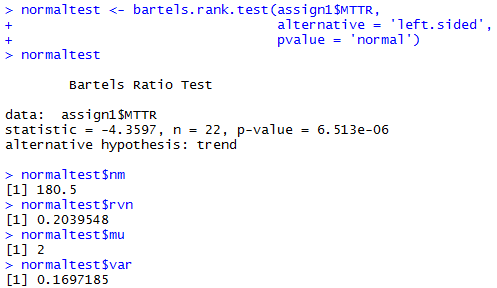 > normaltest <- bartels.rank.test(assign1$MTTR,
+                                 alternative = 'left.sided',
+                                 pvalue = 'normal')
> normaltest
        Bartels Ratio Test
data:  assign1$MTTR
statistic = -4.3597, n = 22, p-value = 6.513e-06
alternative hypothesis: trend
> normaltest$nm
[1] 180.5
> normaltest$rvn
[1] 0.2039548
> normaltest$mu
[1] 2
> normaltest$var
[1] 0.1697185